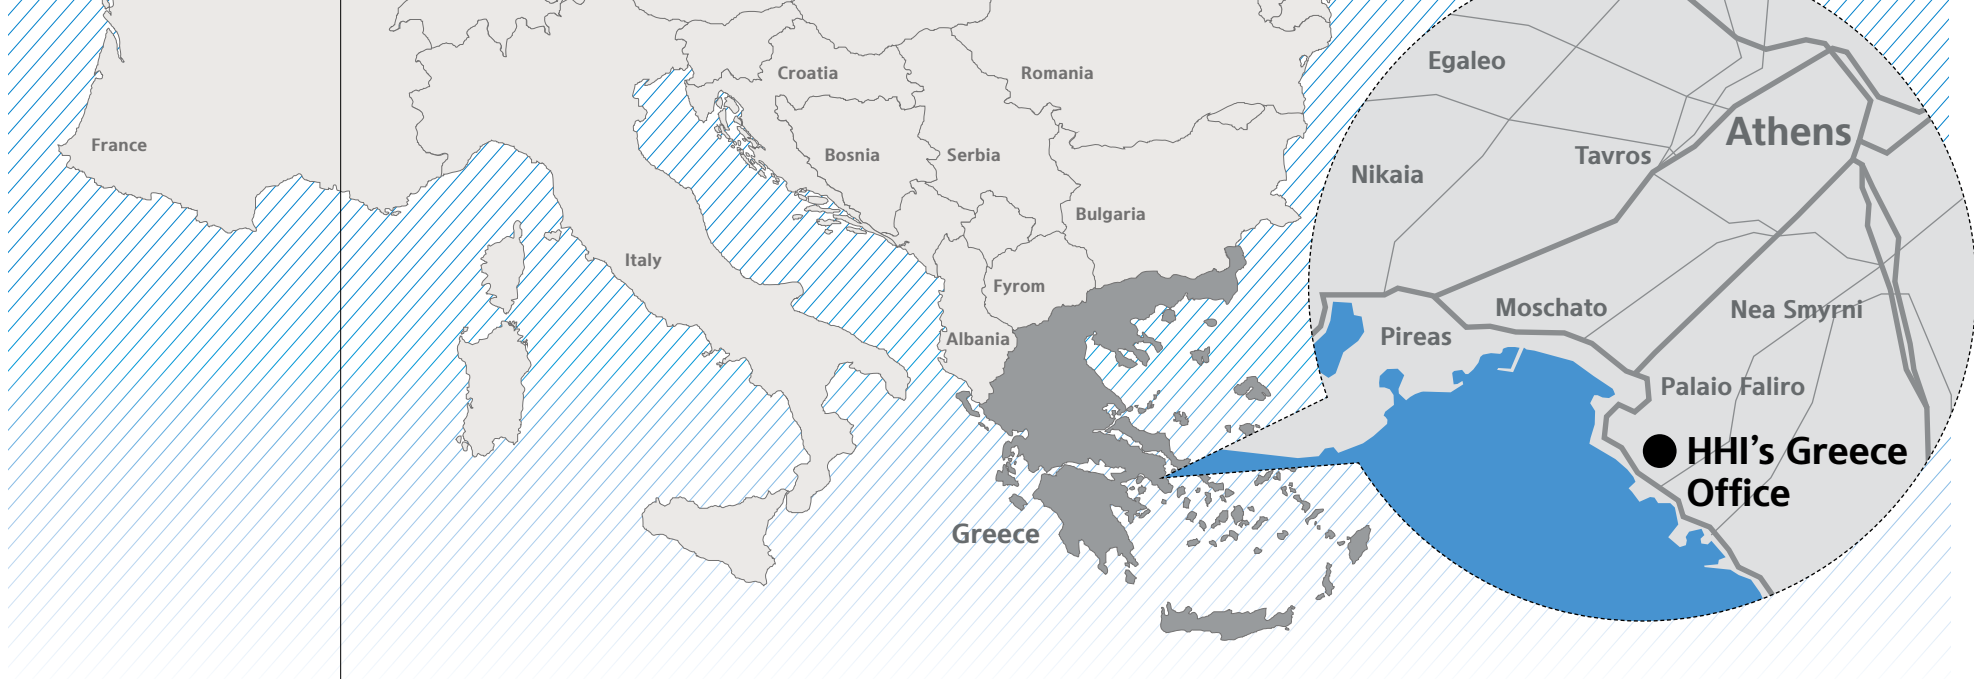 Egaleo
Croatia
Romania
Athens
France
Bosnia
Serbia
Tavros
Nikaia
Bulgaria
Italy
Fyrom
Moschato
Nea Smyrni
Albania
Pireas
Palaio Faliro
HHI's Greece
Office
Greece